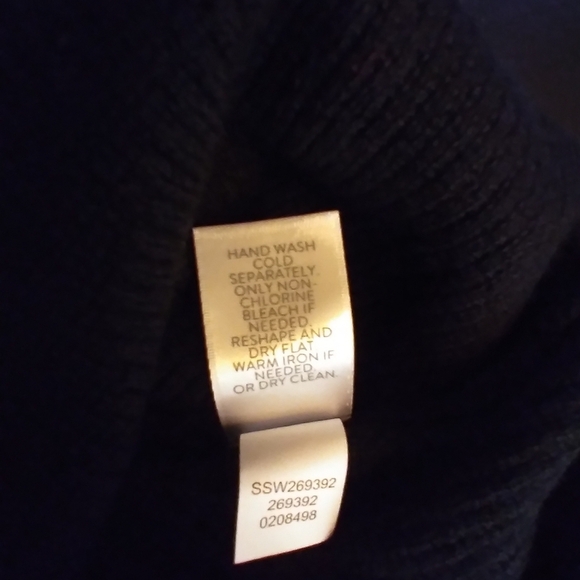 HAND WASH
COLD
SEPARATELY.
ONLY NON-
CHLORINE
BLEACH IF
NEEDED.
RESHAPE AND
DRY FLAT
WARM IRON IF
NEEDED
OR DRY CLEAN.
SSW269392
269392
0208498